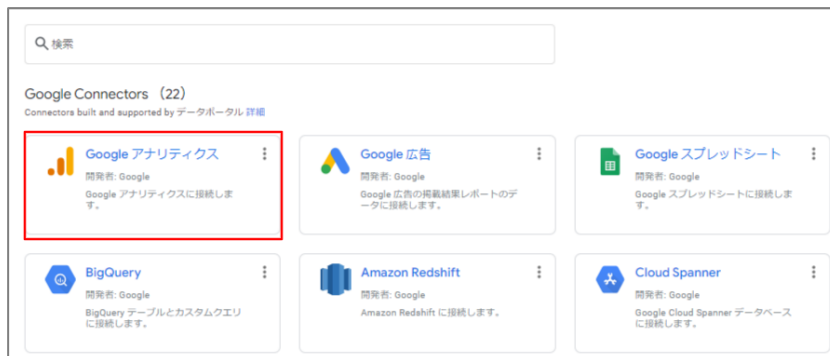 検索
Google Connectors （22）
Connectors built and supported by データポータル 詳細
Google アナリティクス
開発者: Google
Google アナリティクスに接続しま
す。
Google 広告
開発者: Google
Google 広告の掲載結果レポートのデ
ータに接続します。
Google スプレッドシート
開発者: Google
Google スプレッドシートに接続しま
す。
BigQuery
開発者: Google
BigQuery テーブルとカスタムクエリ
に接続します。
Amazon Redshift
開発者: Google
Amazon Redshift に接続します。
Cloud Spanner
開発者: Google
Google Cloud Spanner データベース
に接続します。